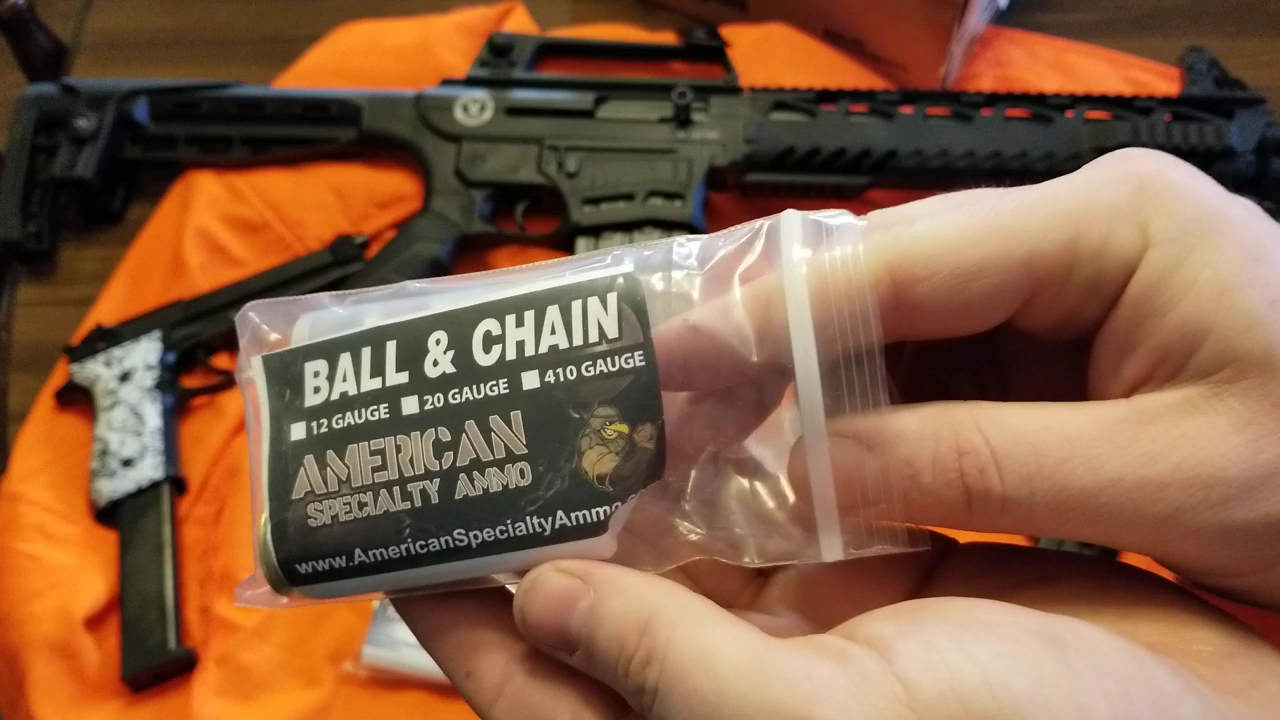 BALL & CHAIN
12 GAUGE 20 GAUGE 410 GAUGE
AMERICAN
SPECIALTY AMMO
www.AmericanSpecialtyAmmo